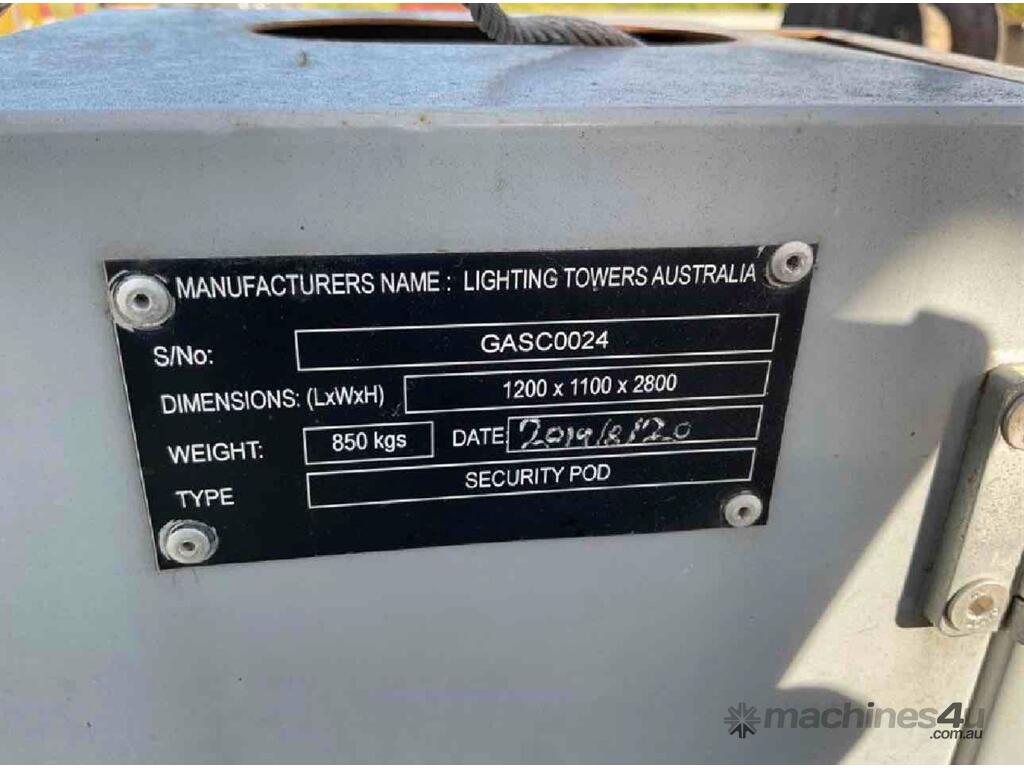 MANUFACTURERS NAME : LIGHTING TOWERS AUSTRALIA
S/No: GASC0024
DIMENSIONS: (LxWxH) 1200 x 1100 x 2800
WEIGHT: 850 kgs DATE: 2019/8/20
TYPE SECURITY POD
machines4u
.com.au